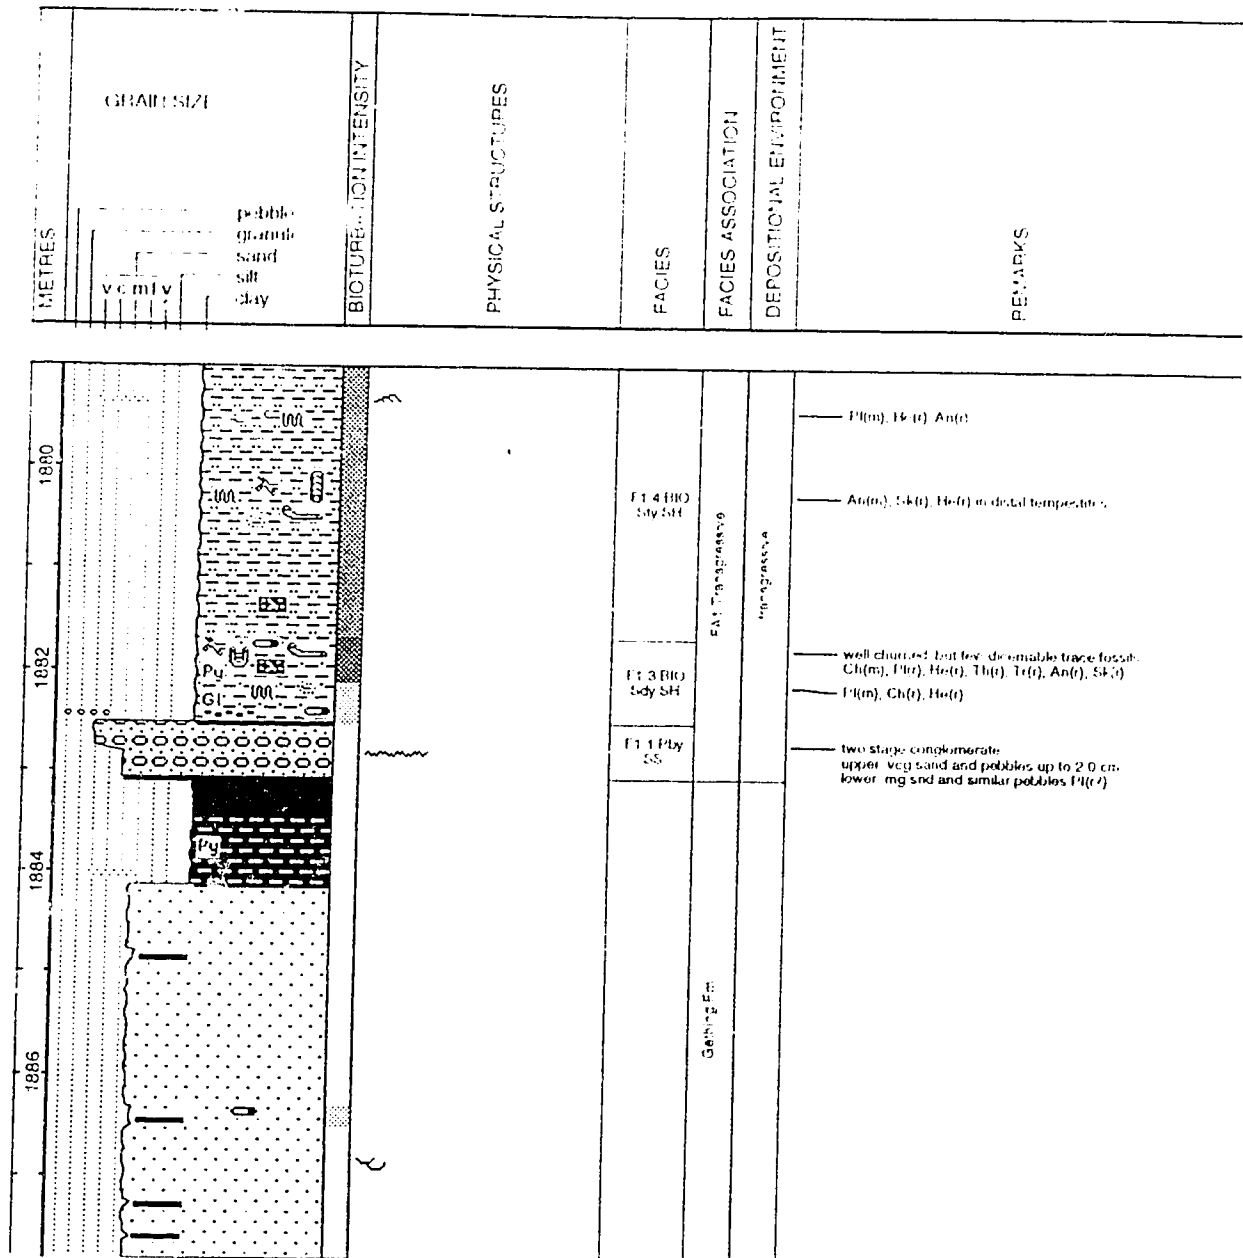 METRES
GRAIN SIZE
pebble
granule
sand
silt
clay
v c m f v
BIOTURBATION INTENSITY
PHYSICAL STRUCTURES
FACIES
FACIES ASSOCIATION
DEPOSITIONAL ENVIRONMENT
REMARKS
1880
1882
1884
1886
Py
Gl
Py
F1.4 BIO
Sty SH
F1.3 BIO
Sdy SH
F1.1 Pby
SS
FA1 Transgressive
Gething Fm
transgressive
Pl(m), He(r), An(r)
An(m), Sk(r), He(r) in distal tempestites
well churned, but few discernable trace fossils
Ch(m), Pl(r), He(r), Th(r), Tr(r), An(r), Sk(r)
Pl(m), Ch(r), He(r)
two stage conglomerate
upper vcg sand and pebbles up to 2.0 cm
lower mg snd and similar pebbles Pl(r?)